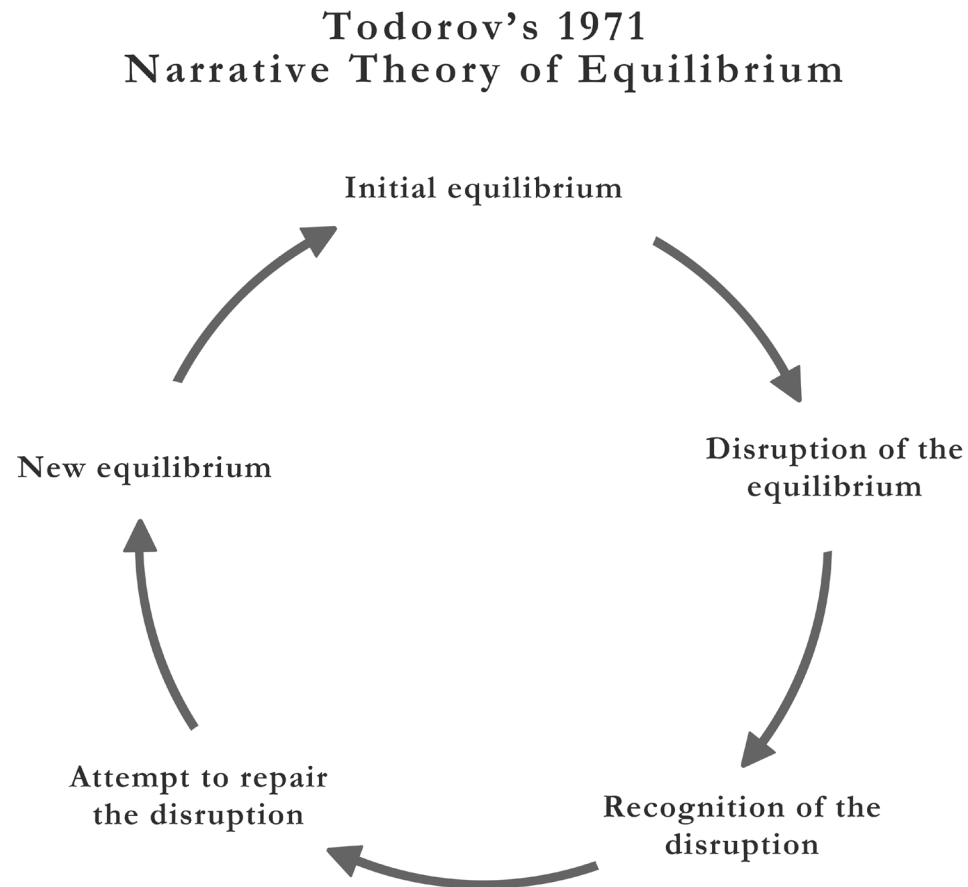 Todorov's 1971
Narrative Theory of Equilibrium
Initial equilibrium
Disruption of the
equilibrium
Recognition of the
disruption
Attempt to repair
the disruption
New equilibrium